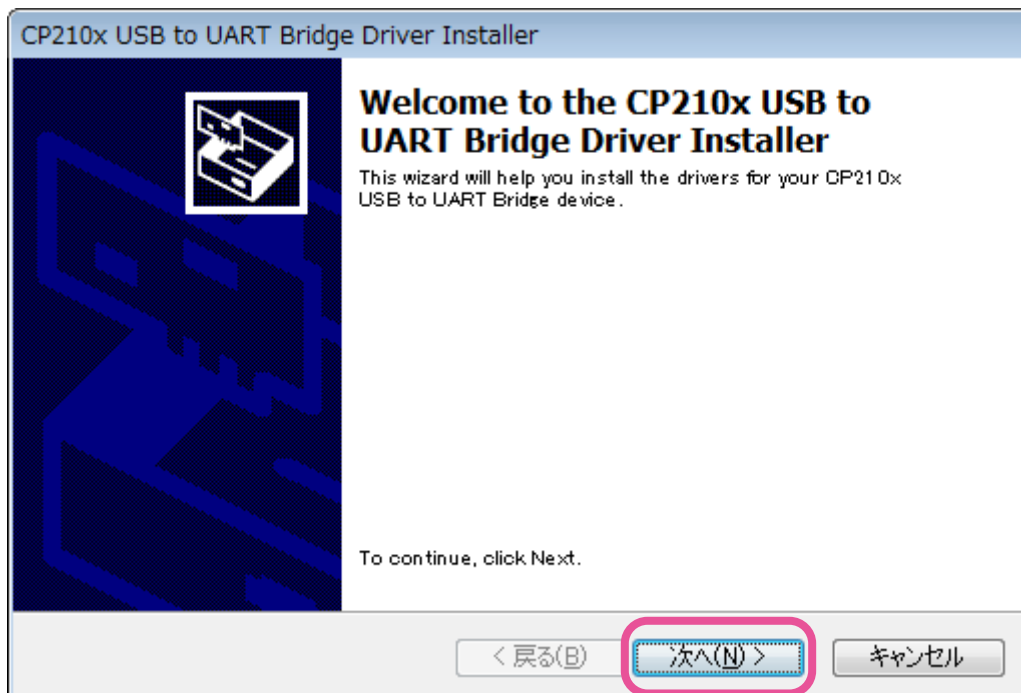 CP210x USB to UART Bridge Driver Installer
Welcome to the CP210x USB to
UART Bridge Driver Installer
This wizard will help you install the drivers for your CP210x
USB to UART Bridge device.
To continue, click Next.
< 戻る(B)
次へ(N) >
キャンセル